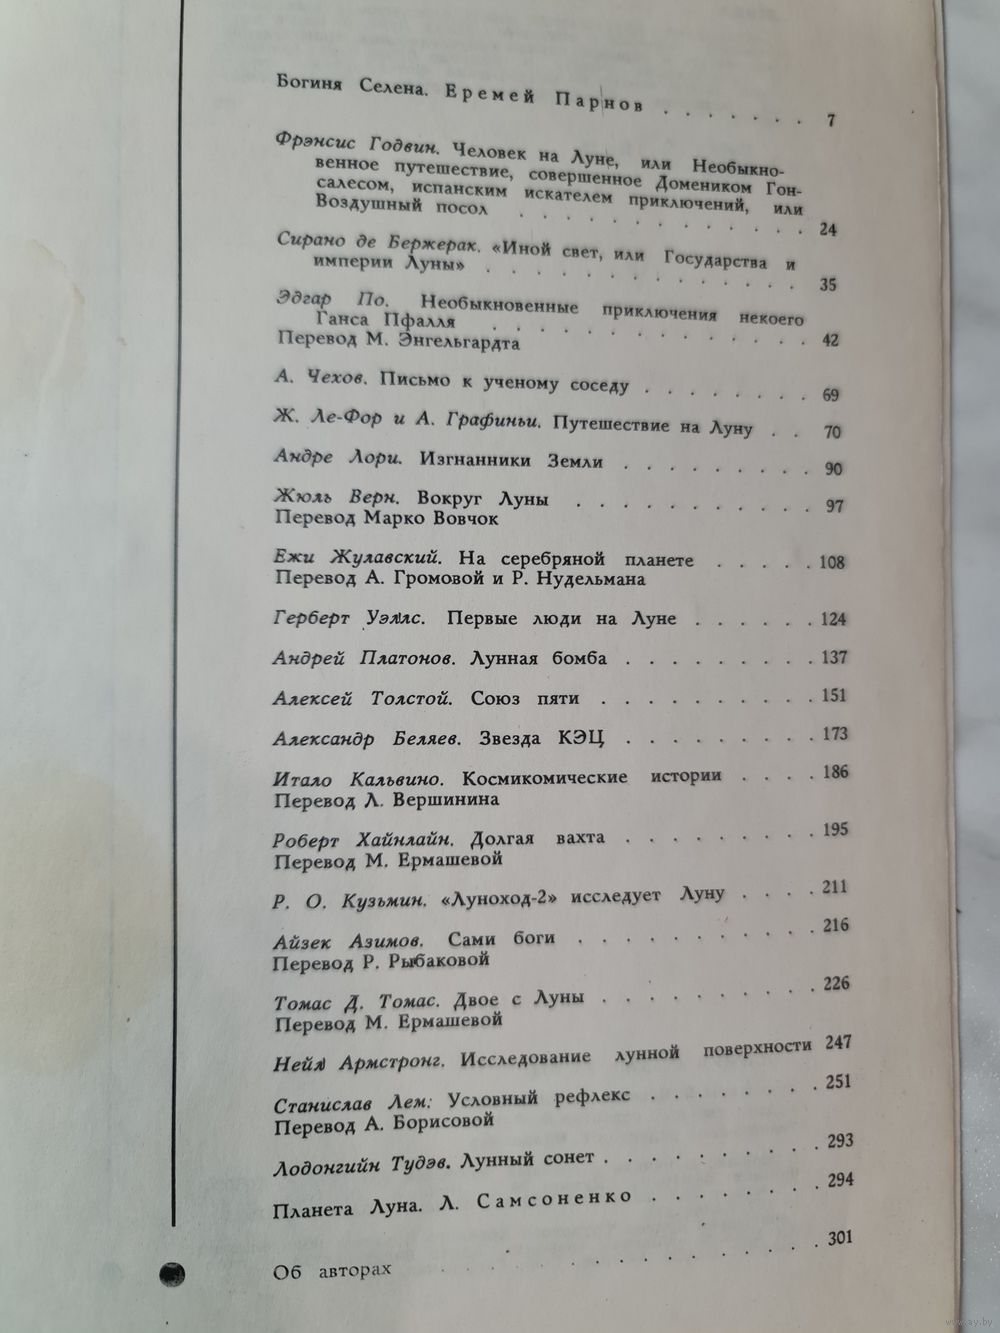 Богиня Селена. Еремей Парнов . . . . . . . 7
Фрэнсис Годвин. Человек на Луне, или Необыкно-
венное путешествие, совершенное Домеником Гон-
салесом, испанским искателем приключений, или
Воздушный посол . . . . . . . . . . . . 24
Сирано де Бержерак. «Иной свет, или Государства и
империи Луны» . . . . . . . . . . . . . 35
Эдгар По. Необыкновенные приключения некоего
Ганса Пфалля . . . . . . . . . . . . . 42
Перевод М. Энгельгардта
А. Чехов. Письмо к ученому соседу . . . . . . . 69
Ж. Ле-Фор и А. Графиньи. Путешествие на Луну . . 70
Андре Лори. Изгнанники Земли . . . . . . . . 90
Жюль Верн. Вокруг Луны . . . . . . . . . . 97
Перевод Марко Вовчок
Ежи Жулавский. На серебряной планете . . . . . 108
Перевод А. Громовой и Р. Нудельмана
Герберт Уэллс. Первые люди на Луне . . . . . . 124
Андрей Платонов. Лунная бомба . . . . . . . . . 137
Алексей Толстой. Союз пяти . . . . . . . . . . 151
Александр Беляев. Звезда КЭЦ . . . . . . . . . 173
Итало Кальвино. Космикомические истории . . . . 186
Перевод Л. Вершинина
Роберт Хайнлайн. Долгая вахта . . . . . . . . . 195
Перевод М. Ермашевой
Р. О. Кузьмин. «Луноход-2» исследует Луну . . . . 211
Айзек Азимов. Сами боги . . . . . . . . . . . 216
Перевод Р. Рыбаковой
Томас Д. Томас. Двое с Луны . . . . . . . . . . 226
Перевод М. Ермашевой
Нейл Армстронг. Исследование лунной поверхности 247
Станислав Лем. Условный рефлекс . . . . . . . . 251
Перевод А. Борисовой
Лодонгийн Тудэв. Лунный сонет . . . . . . . . . . 293
Планета Луна. Л. Самсоненко . . . . . . . . 294
Об авторах . . . . . . . . . . . . . . . 301
www.ay.by